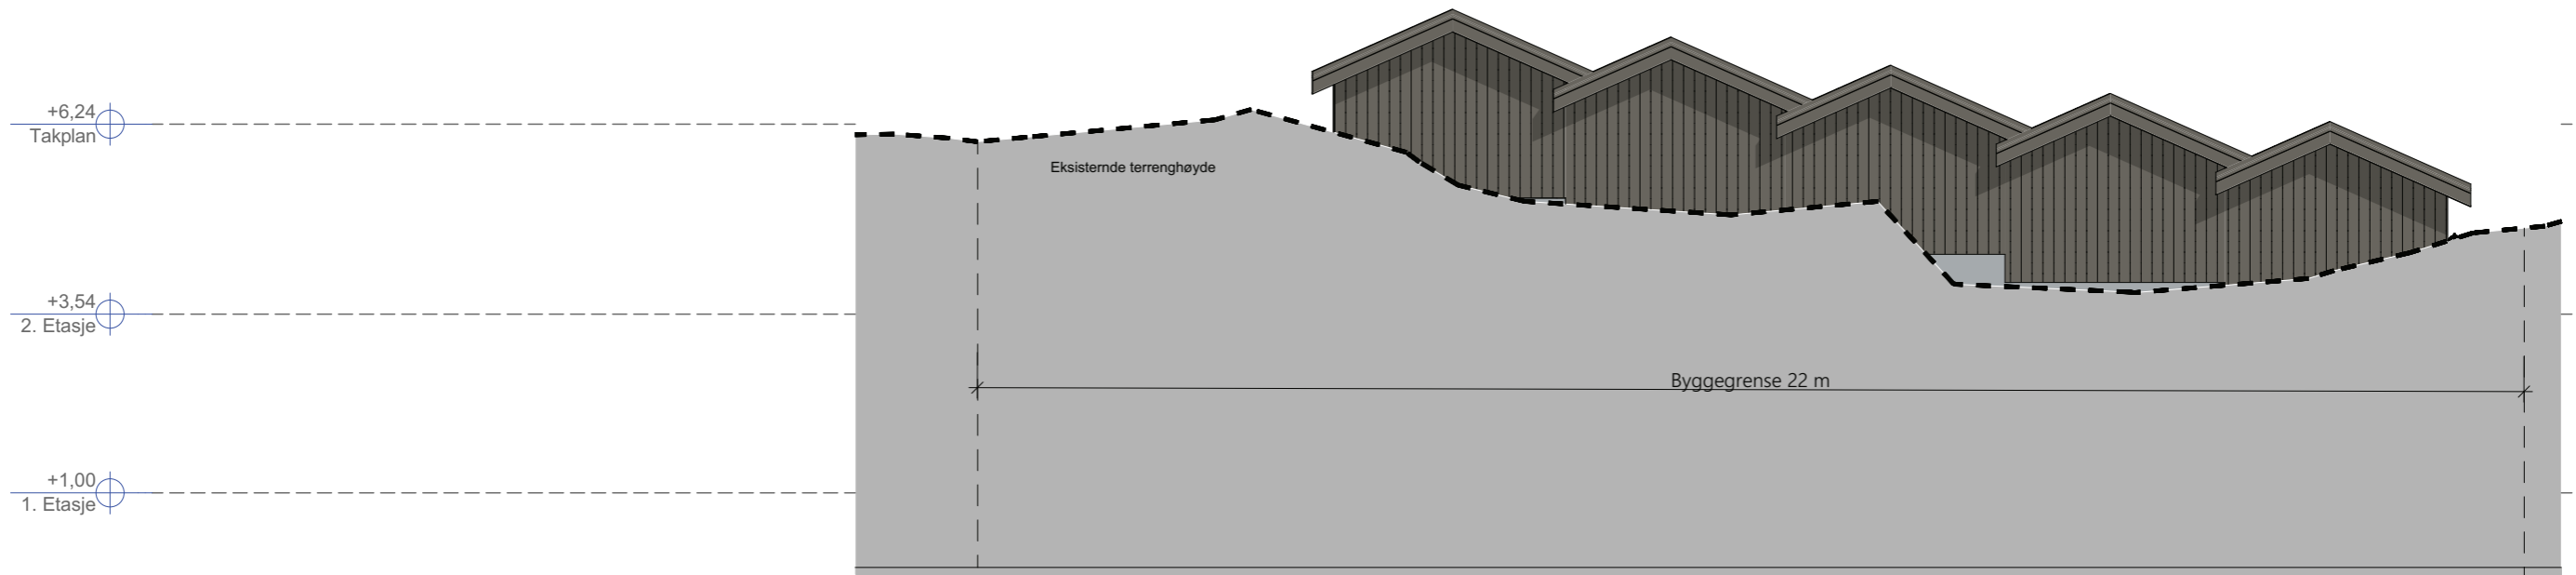 +6,24
Takplan
Eksisternde terrenghøyde
+3,54
2. Etasje
Byggegrense 22 m
+1,00
1. Etasje